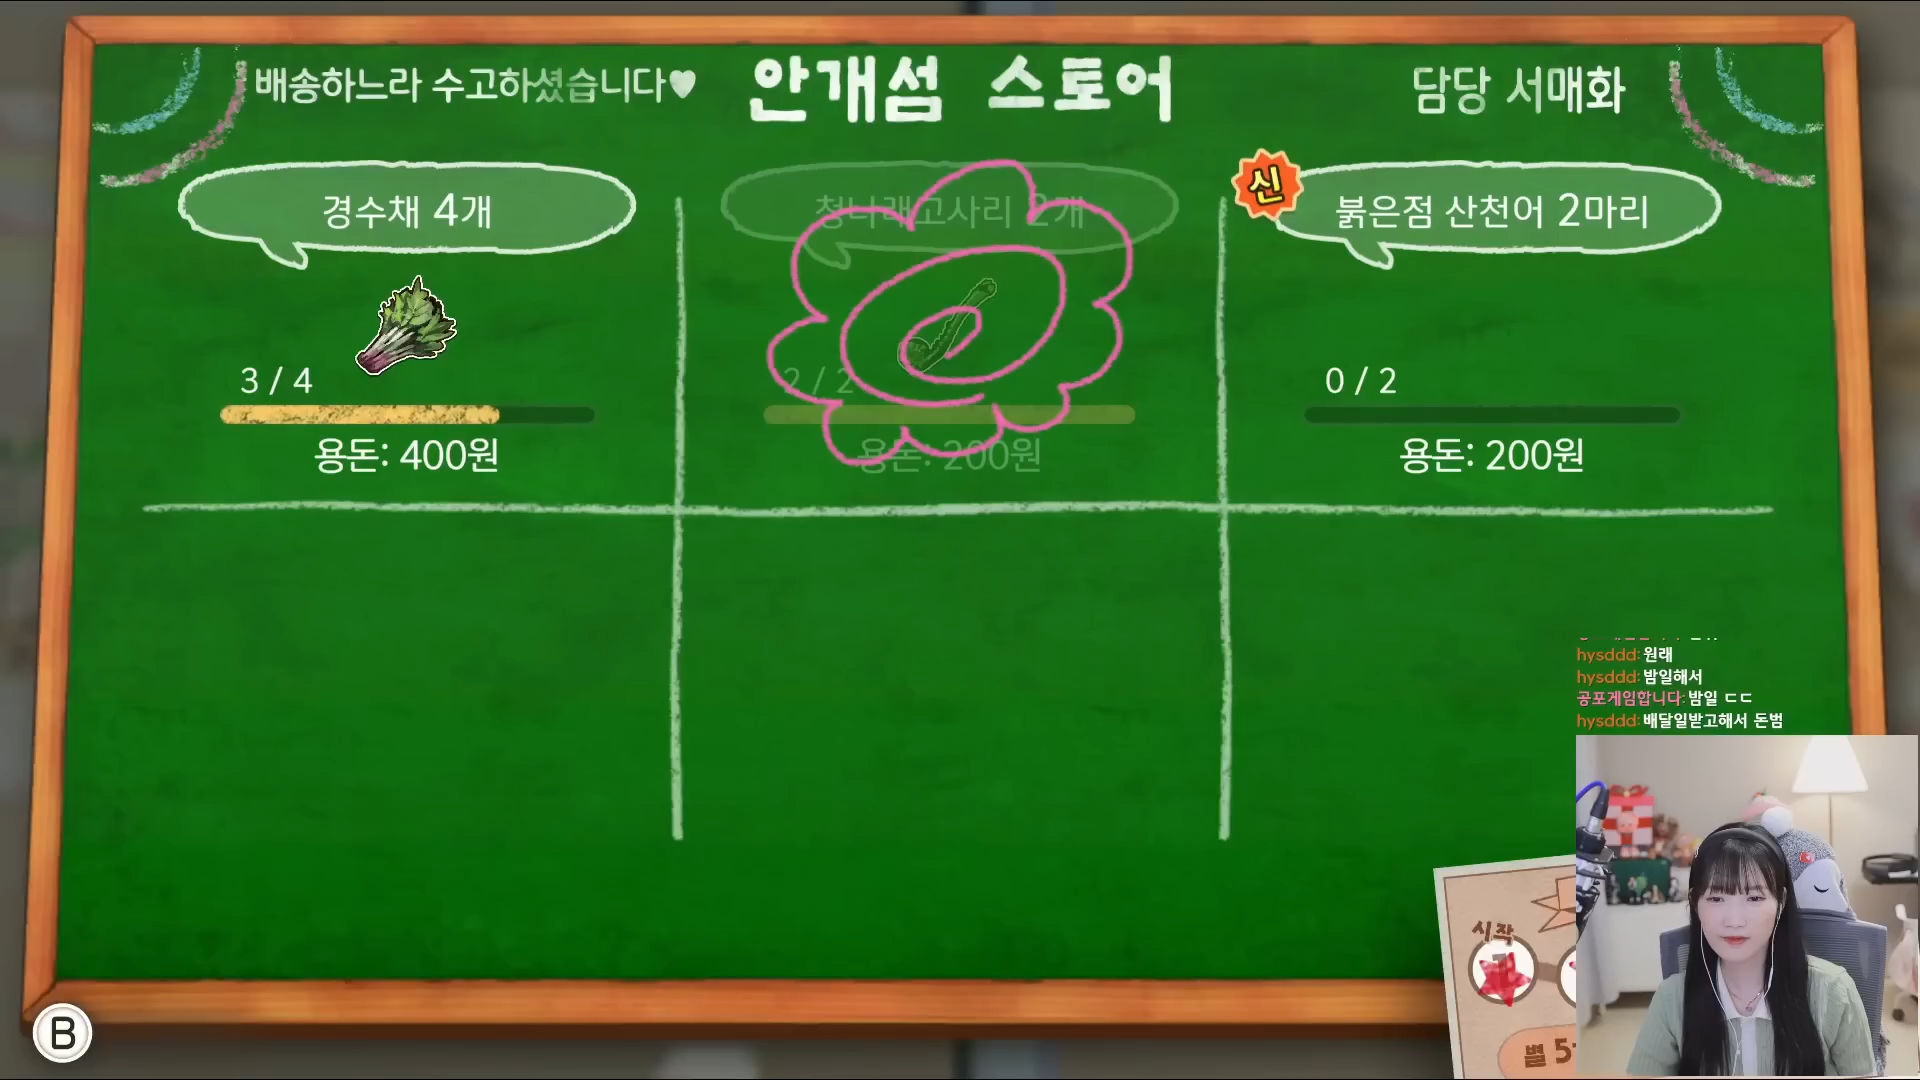 배송하느라 수고하셨습니다♥
안개섬 스토어
담당 서매화
경수채 4개
3 / 4
용돈: 400원
청나래고사리 2개
2 / 2
용돈: 200원
신
붉은점 산천어 2마리
0 / 2
용돈: 200원
hysddd: 원래
hysddd: 밤일해서
공포게임합니다: 밤일 ㄷㄷ
hysddd: 배달일받고해서 돈범
시작
별 5
B